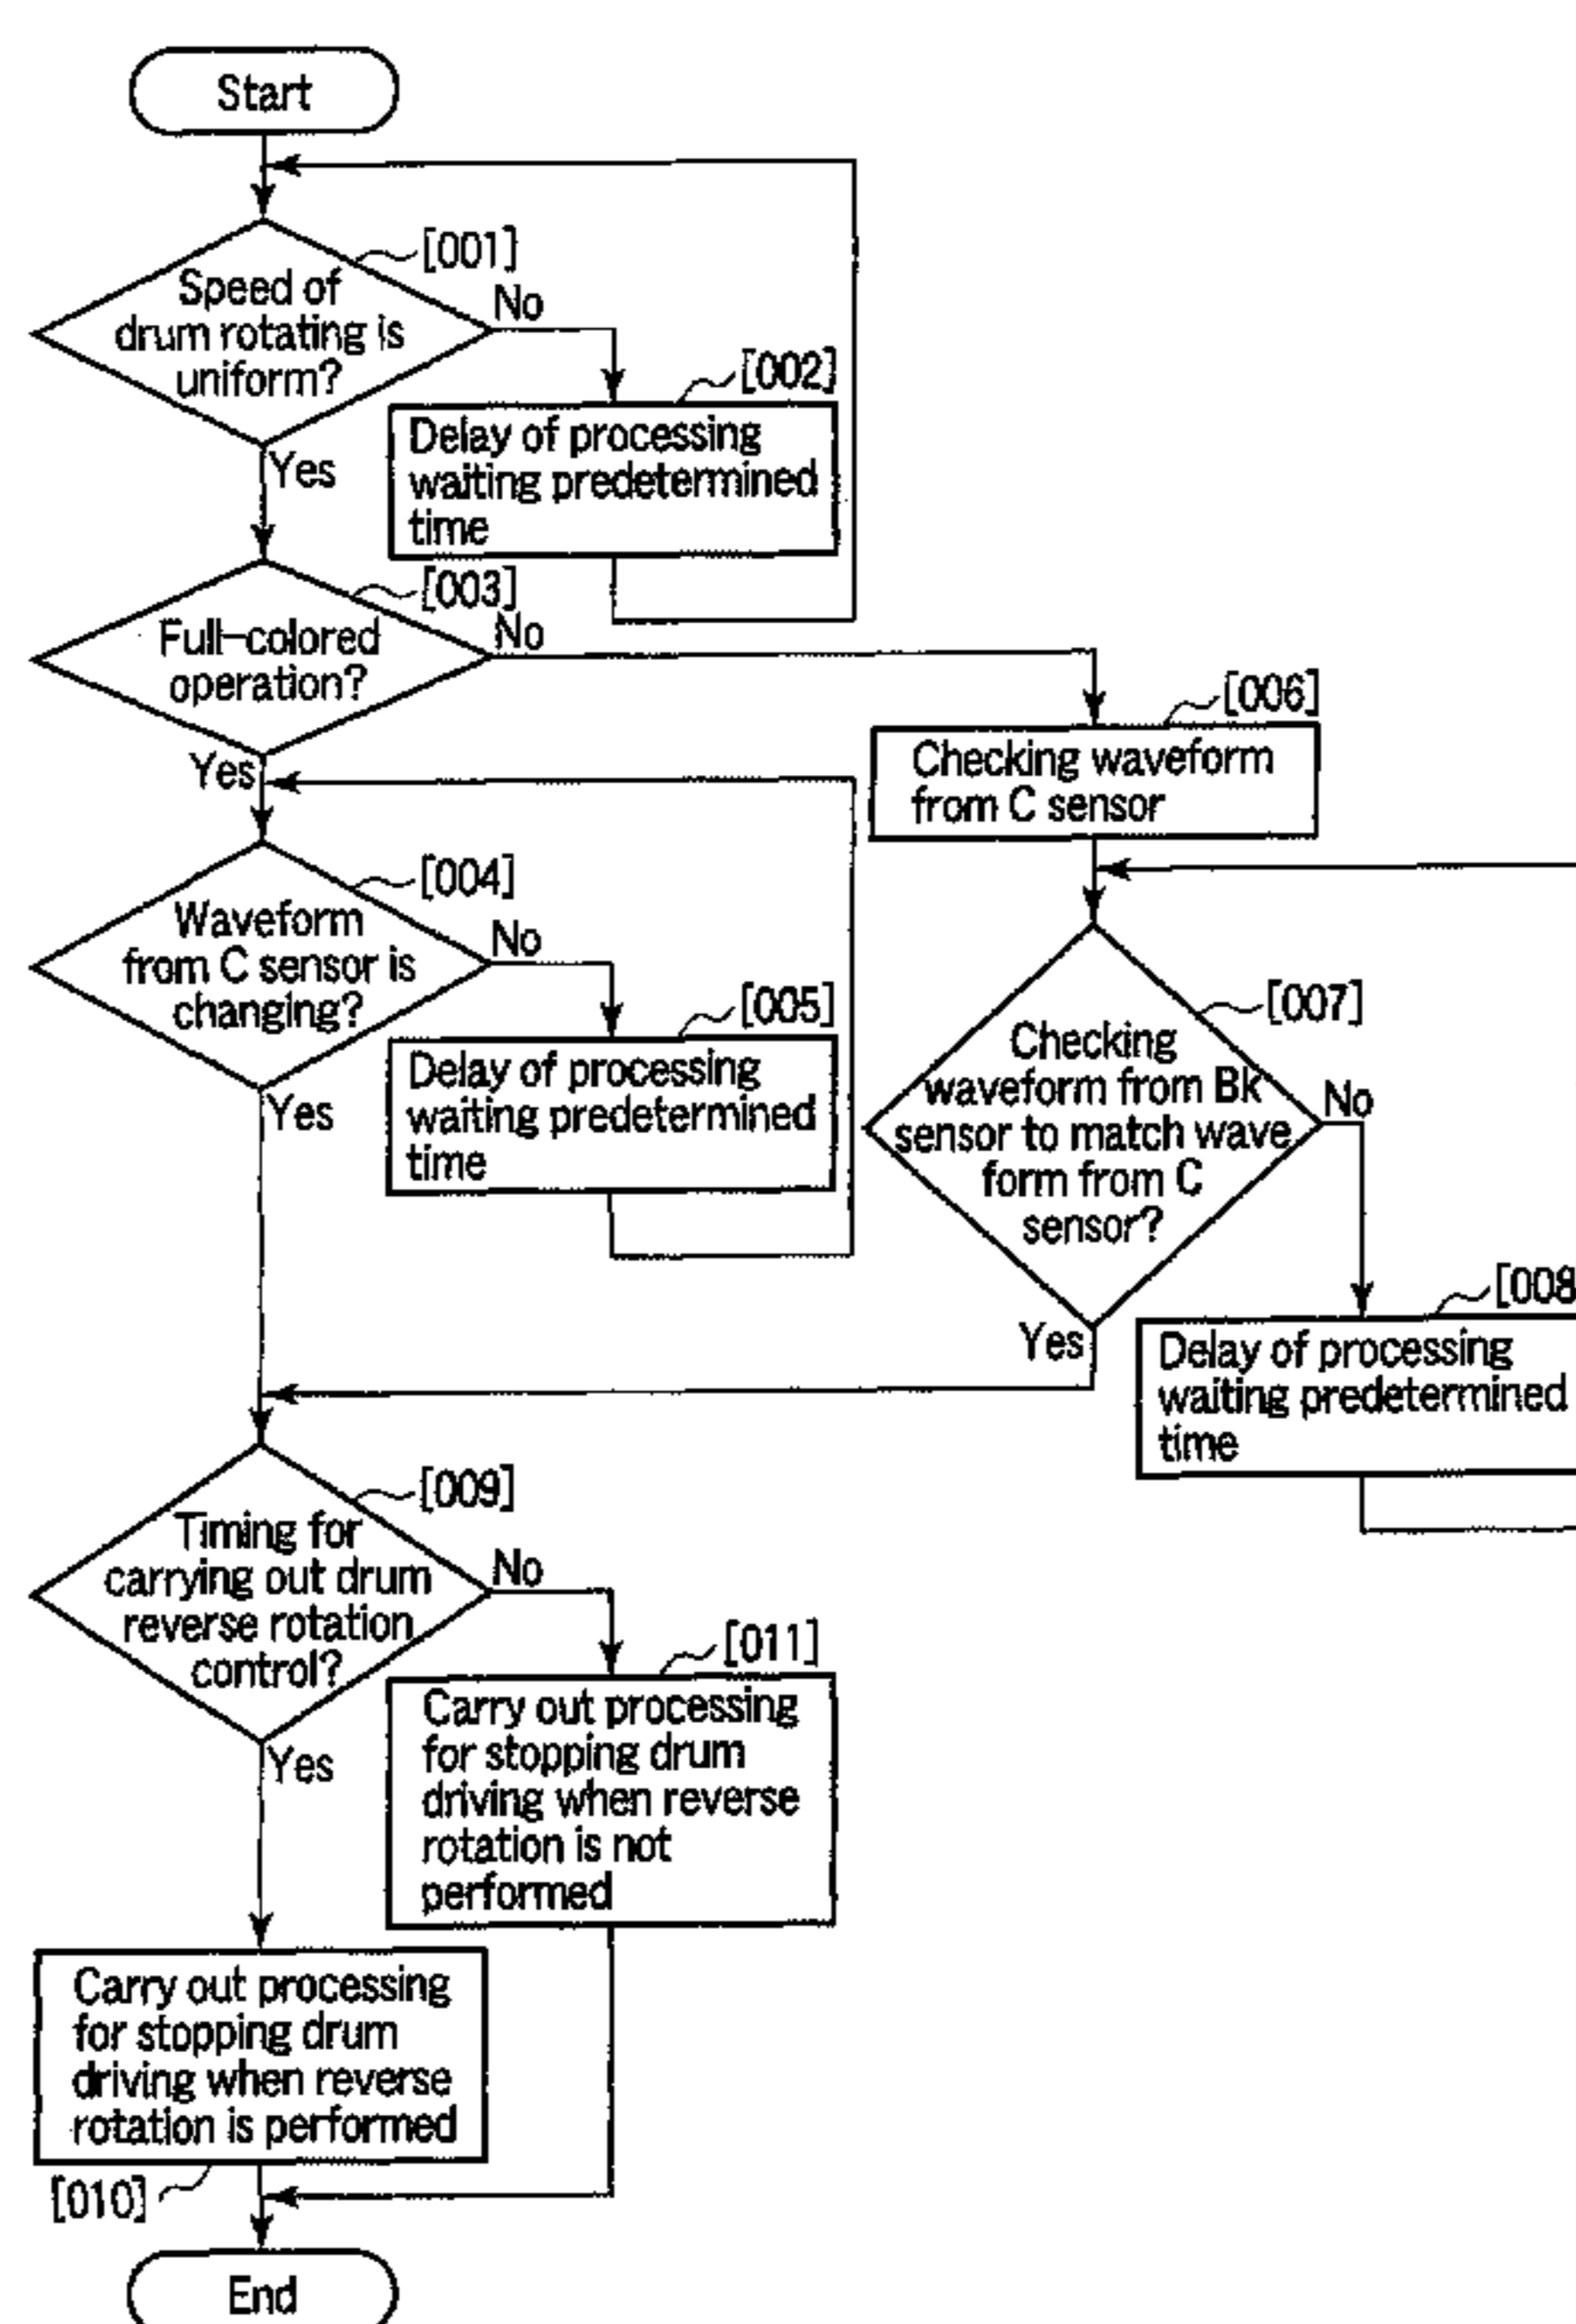 Start
[001]
Speed of
drum rotating is
uniform?
No
Yes
[002]
Delay of processing
waiting predetermined
time
[003]
Full-colored
operation?
No
Yes
[006]
Checking waveform
from C sensor
[004]
Waveform
from C sensor is
changing?
No
Yes
[005]
Delay of processing
waiting predetermined
time
[007]
Checking
waveform from Bk
sensor to match wave
form from C
sensor?
No
Yes
[008
Delay of processing
waiting predetermined
time
[009]
Timing for
carrying out drum
reverse rotation
control?
No
Yes
[011]
Carry out processing
for stopping drum
driving when reverse
rotation is not
performed
Carry out processing
for stopping drum
driving when reverse
rotation is performed
[010]
End